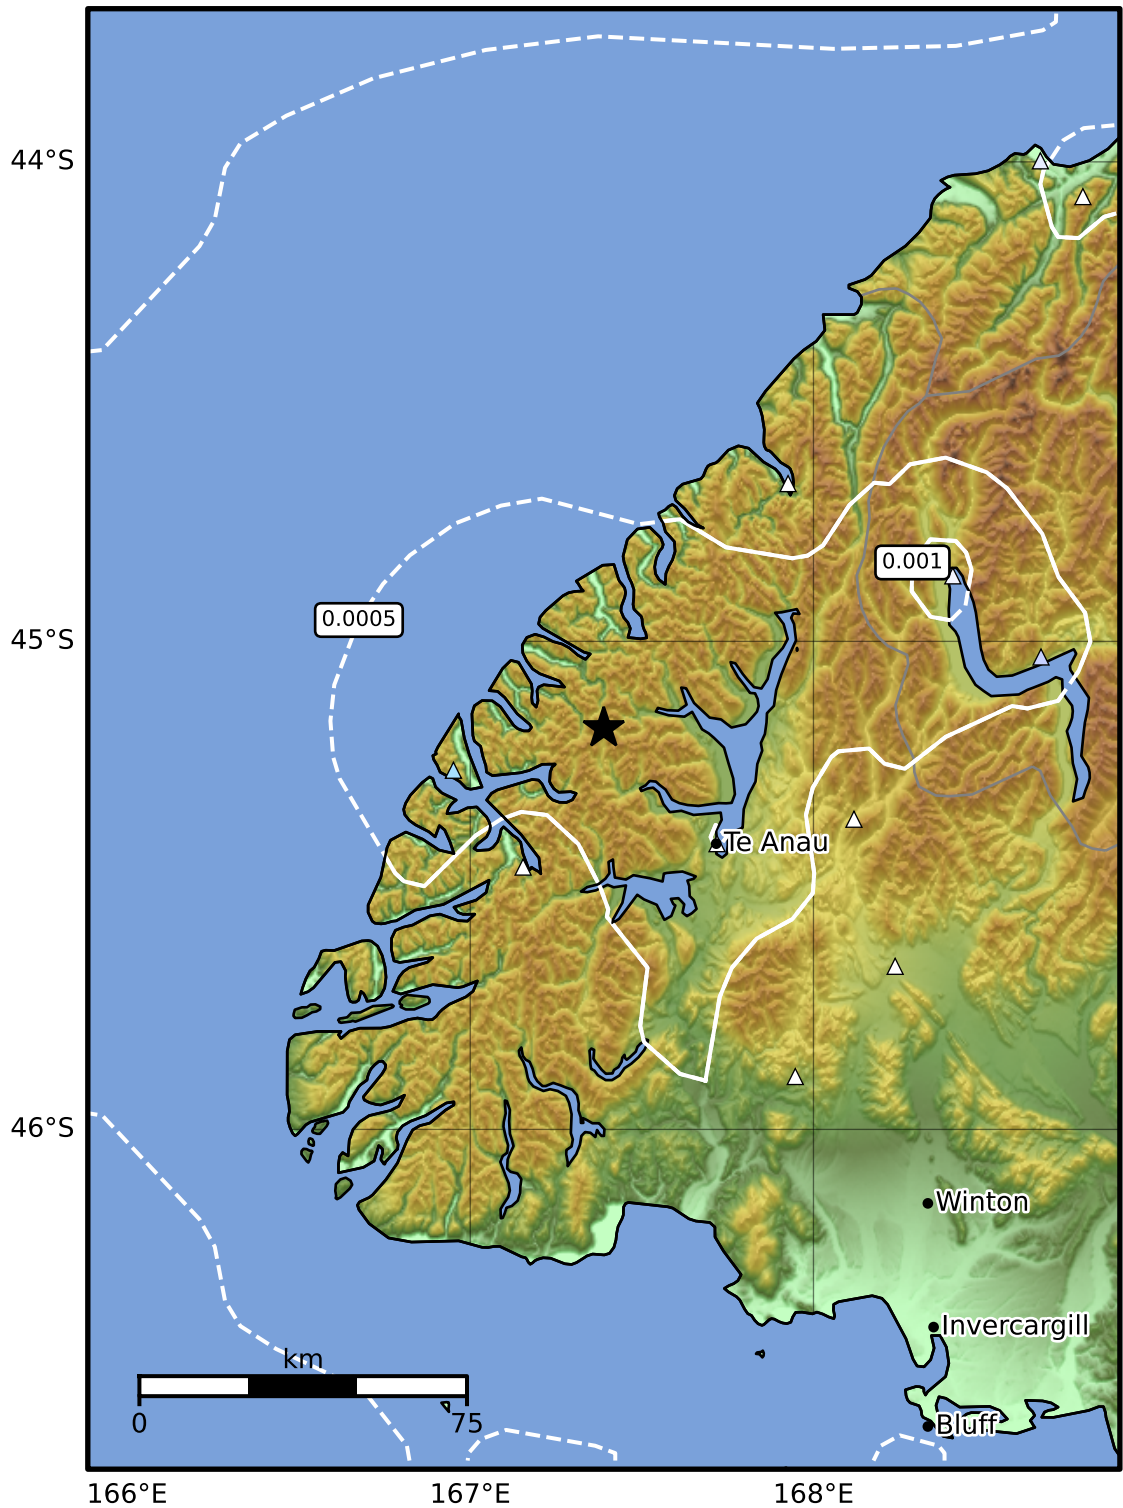 44°S
0.001
0.0005
45°S
Te Anau
46°S
Winton
Invercargill
km
0 75
Bluff
166°E 167°E 168°E